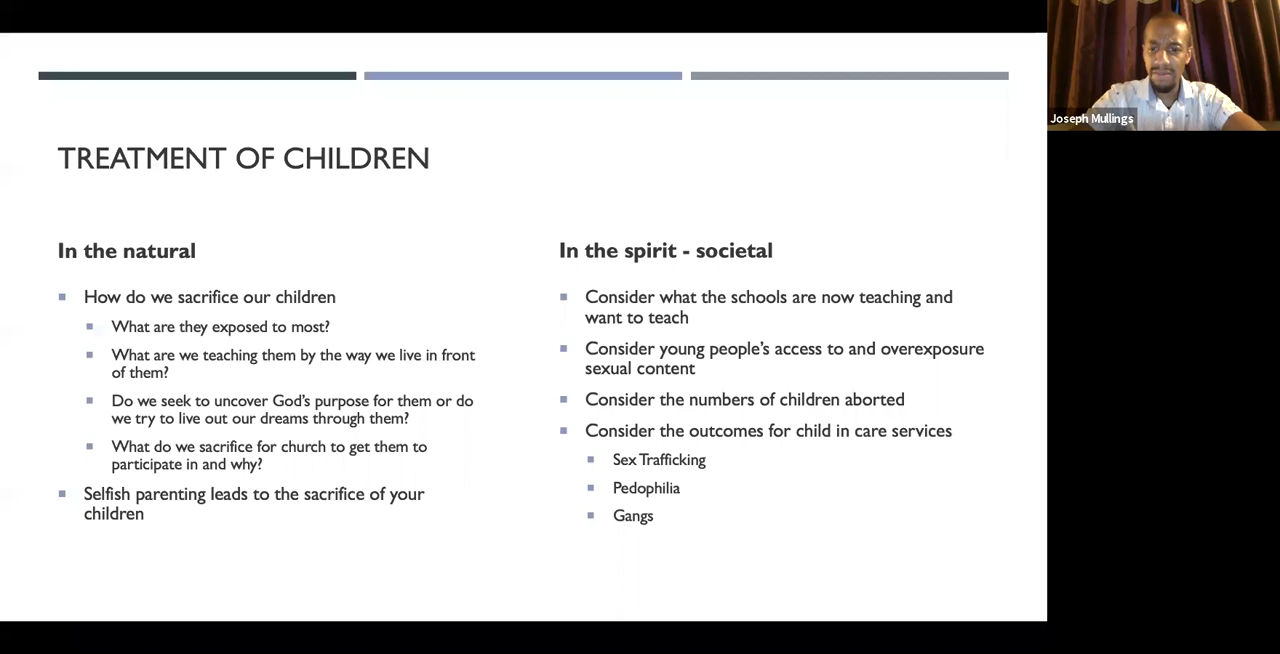 TREATMENT OF CHILDREN
In the natural
How do we sacrifice our children
What are they exposed to most?
What are we teaching them by the way we live in front
of them?
Do we seek to uncover God's purpose for them or do
we try to live out our dreams through them?
What do we sacrifice for church to get them to
participate in and why?
Selfish parenting leads to the sacrifice of your
children
In the spirit - societal
Consider what the schools are now teaching and
want to teach
Consider young people's access to and overexposure
sexual content
Consider the numbers of children aborted
Consider the outcomes for child in care services
Sex Trafficking
Pedophilia
Gangs
Joseph Mullings